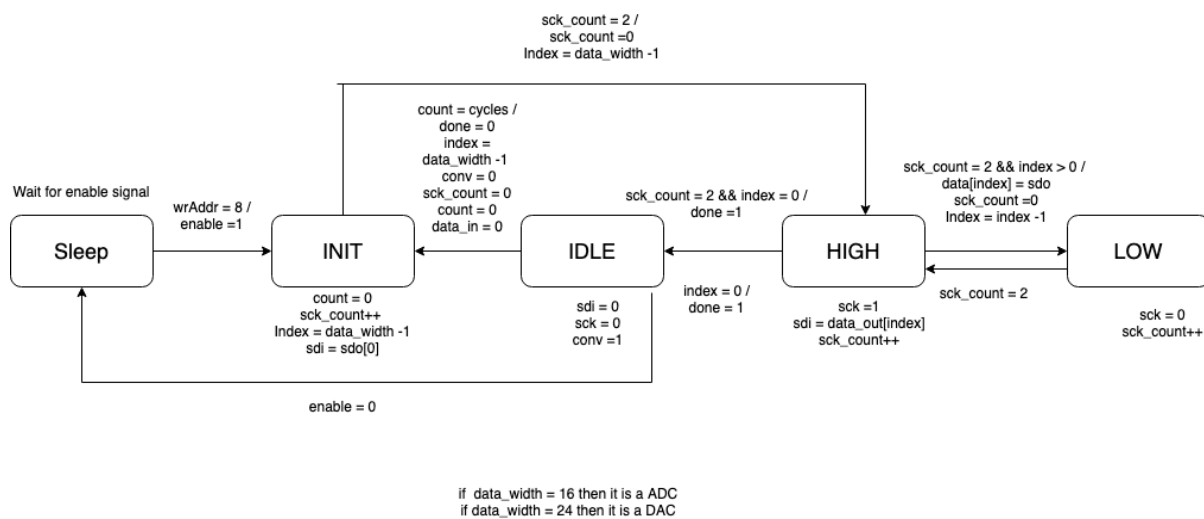 sck_count = 2 /
sck_count =0
Index = data_width -1
count = cycles /
done = 0
index =
data_width -1
conv = 0
sck_count = 0
count = 0
data_in = 0
sck_count = 2 && index > 0 /
data[index] = sdo
sck_count =0
Index = index -1
Wait for enable signal
wrAddr = 8 /
enable =1
sck_count = 2 && index = 0 /
done =1
Sleep
INIT
IDLE
HIGH
LOW
count = 0
sck_count++
Index = data_width -1
sdi = sdo[0]
sdi = 0
sck = 0
conv =1
index = 0 /
done = 1
sck =1
sdi = data_out[index]
sck_count++
sck_count = 2
sck = 0
sck_count++
enable = 0
if data_width = 16 then it is a ADC
if data_width = 24 then it is a DAC